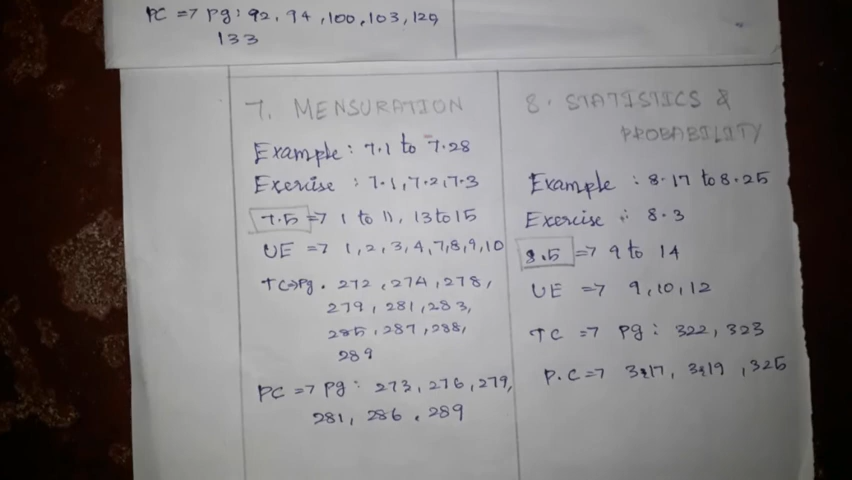 PC => pg: 92, 94, 100, 103, 129,
133
7. MENSURATION
Example: 7.1 to 7.28
Exercise: 7.1, 7.2, 7.3
7.5 => 1 to 11, 13 to 15
UE => 1, 2, 3, 4, 7, 8, 9, 10
TC => Pg. 272, 274, 278,
279, 281, 283,
285, 287, 288,
289
PC => Pg: 273, 276, 279,
281, 286, 289
8. STATISTICS &
PROBABILITY
Example: 8.17 to 8.25
Exercise: 8.3
8.5 => 9 to 14
UE => 9, 10, 12
TC => Pg: 322, 323
P.C => 317, 319, 325